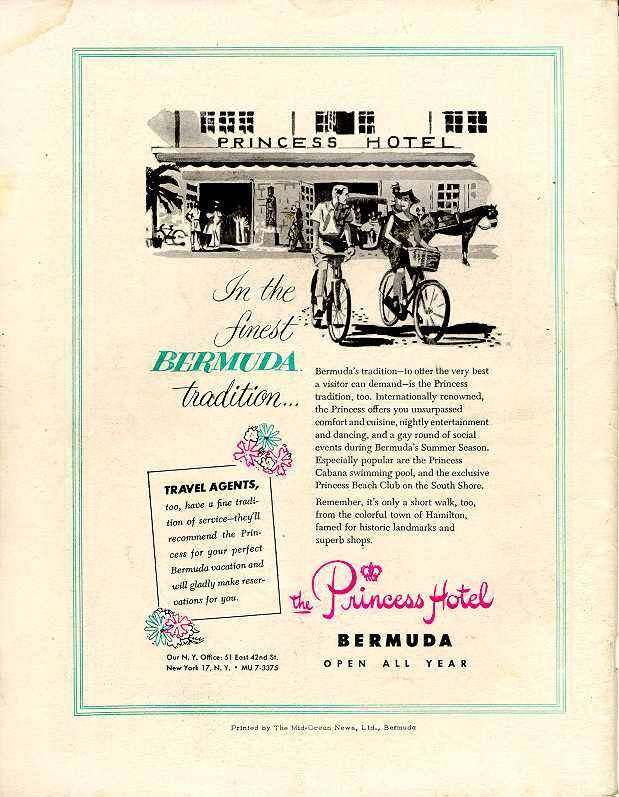 PRINCESS HOTEL
In the
finest
BERMUDA
tradition...
Bermuda's tradition—to offer the very best
a visitor can demand—is the Princess
tradition, too. Internationally renowned,
the Princess offers you unsurpassed
comfort and cuisine, nightly entertainment
and dancing, and a gay round of social
events during Bermuda's Summer Season.
Especially popular are the Princess
Cabana swimming pool, and the exclusive
Princess Beach Club on the South Shore.
Remember, it's only a short walk, too,
from the colorful town of Hamilton,
famed for historic landmarks and
superb shops.
TRAVEL AGENTS,
too, have a fine tradi-
tion of service—they'll
recommend the Prin-
cess for your perfect
Bermuda vacation and
will gladly make reser-
vations for you.
the Princess Hotel
BERMUDA
OPEN ALL YEAR
Our N. Y. Office: 51 East 42nd St.
New York 17, N. Y. • MU 7-3375
Printed by The Mid-Ocean News, Ltd., Bermuda